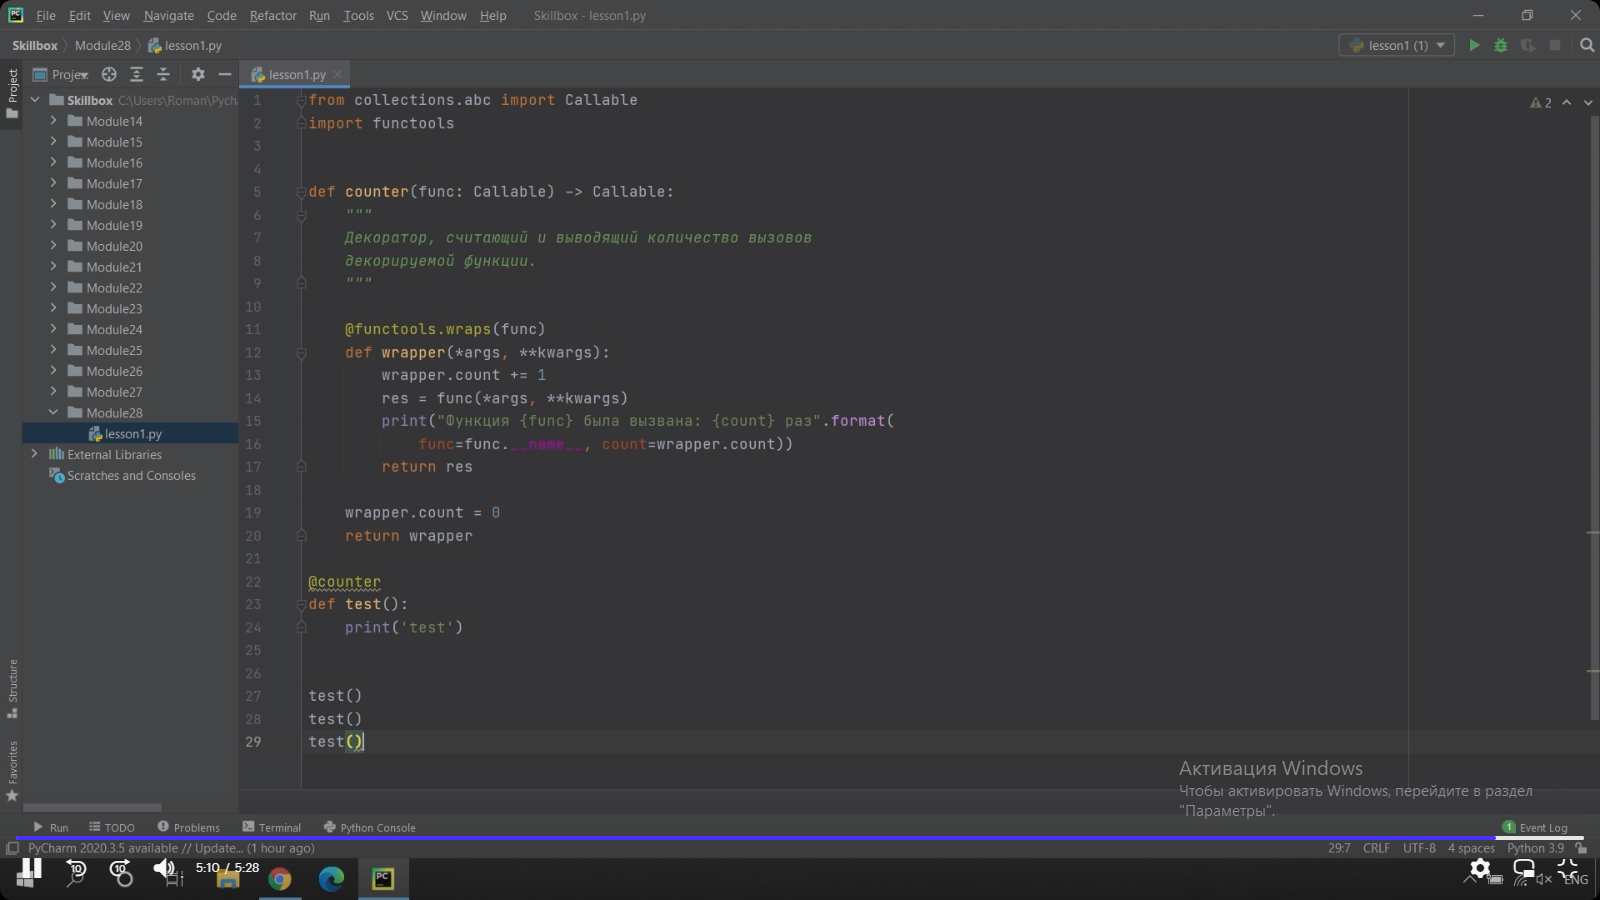 File Edit View Navigate Code Refactor Run Tools VCS Window Help Skillbox - lesson1.py
Skillbox Module28 lesson1.py lesson1 (1)
Project lesson1.py
Skillbox C:\Users\Roman\Pycha
Module14
Module15
Module16
Module17
Module18
Module19
Module20
Module21
Module22
Module23
Module24
Module25
Module26
Module27
Module28
lesson1.py
External Libraries
Scratches and Consoles
Project
Structure
Favorites
2
1 from collections.abc import Callable
2 import functools
3
4
5 def counter(func: Callable) -> Callable:
6 """
7 Декоратор, считающий и выводящий количество вызовов
8 декорируемой функции.
9 """
10
11 @functools.wraps(func)
12 def wrapper(*args, **kwargs):
13 wrapper.count += 1
14 res = func(*args, **kwargs)
15 print("Функция {func} была вызвана: {count} раз".format(
16 func=func.__name__, count=wrapper.count))
17 return res
18
19 wrapper.count = 0
20 return wrapper
21
22 @counter
23 def test():
24 print('test')
25
26
27 test()
28 test()
29 test()
Активация Windows
Чтобы активировать Windows, перейдите в раздел
"Параметры".
Run TODO Problems Terminal Python Console 1 Event Log
PyCharm 2020.3.5 available // Update... (1 hour ago) 29:7 CRLF UTF-8 4 spaces Python 3.9
10 10 5:10 / 5:28 ENG